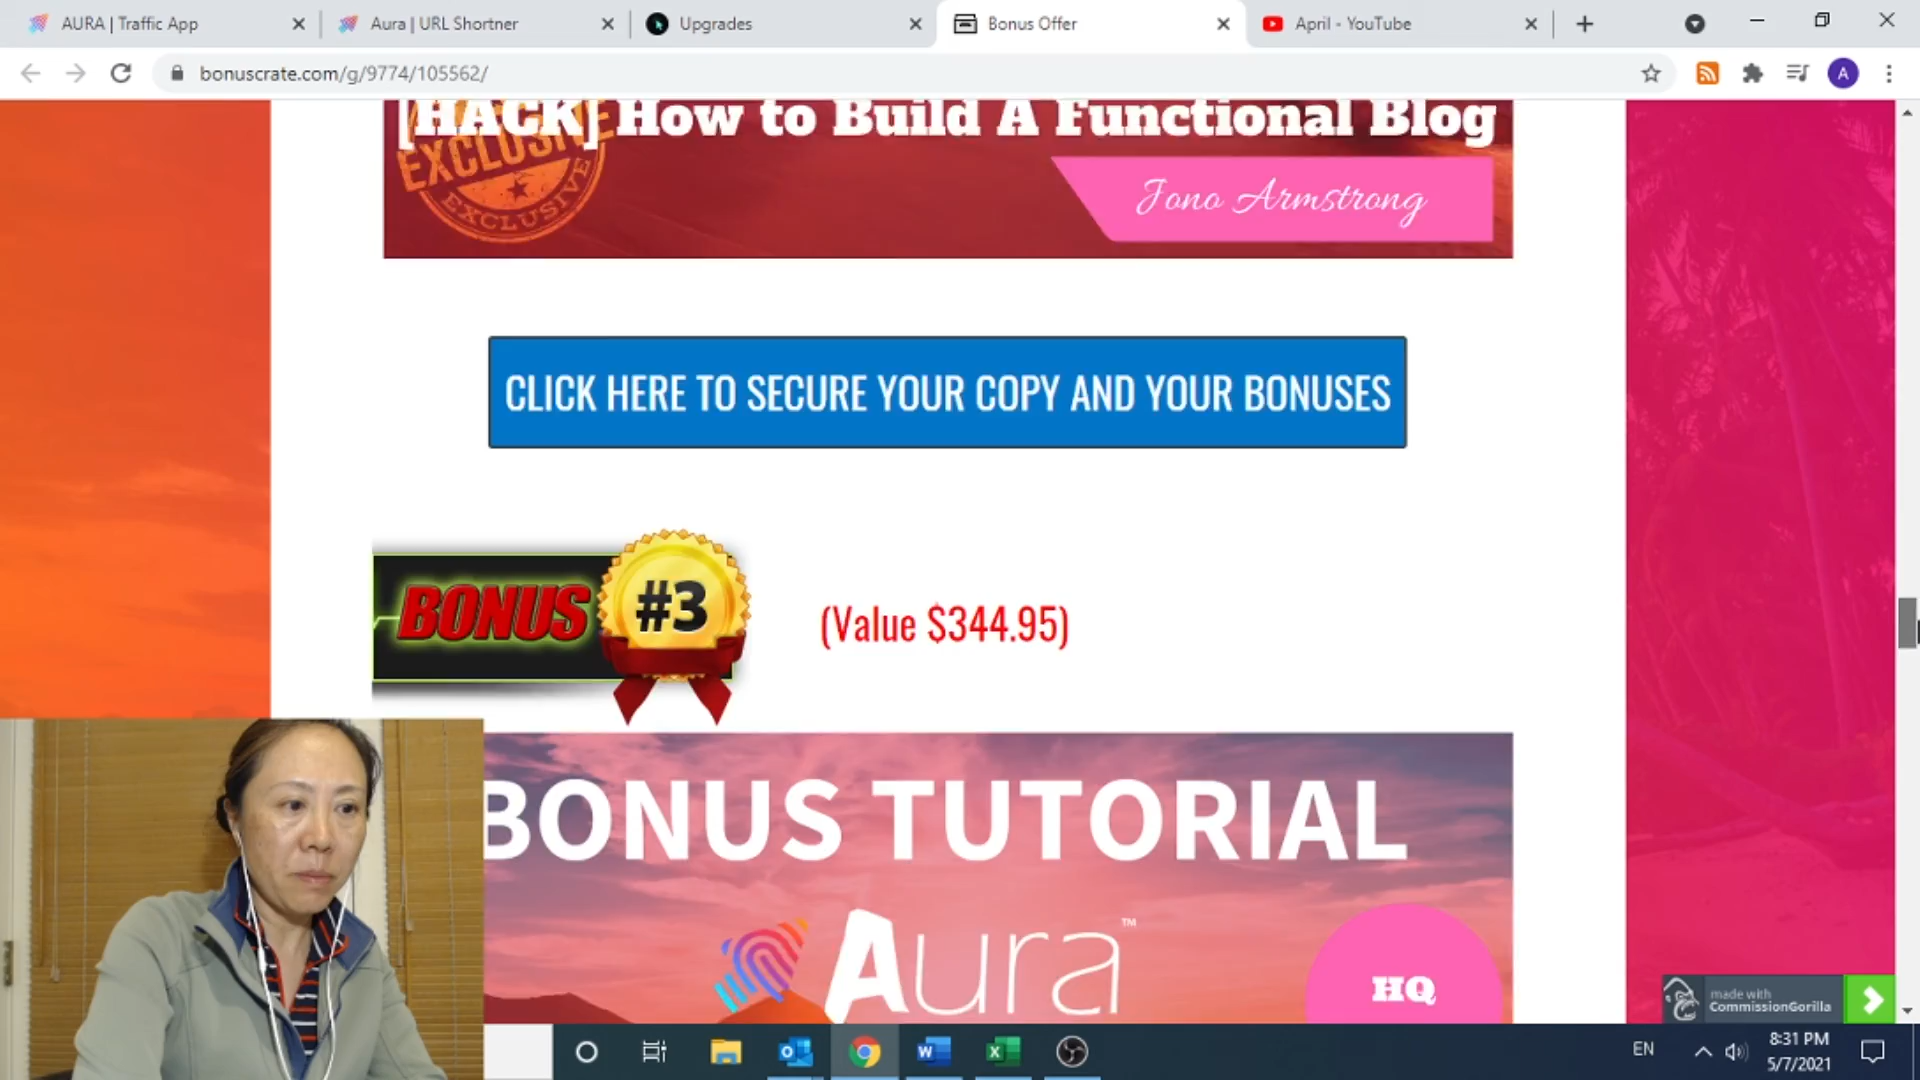 AURA | Traffic App
Aura | URL Shortner
Upgrades
Bonus Offer
April - YouTube
bonuscrate.com/g/9774/105562/
A
[HACK] How to Build A Functional Blog
EXCLUSIVE
EXCLUSIVE
Jono Armstrong
CLICK HERE TO SECURE YOUR COPY AND YOUR BONUSES
BONUS #3
(Value $344.95)
BONUS TUTORIAL
Aura™
HQ
made with
CommissionGorilla
EN
8:31 PM
5/7/2021